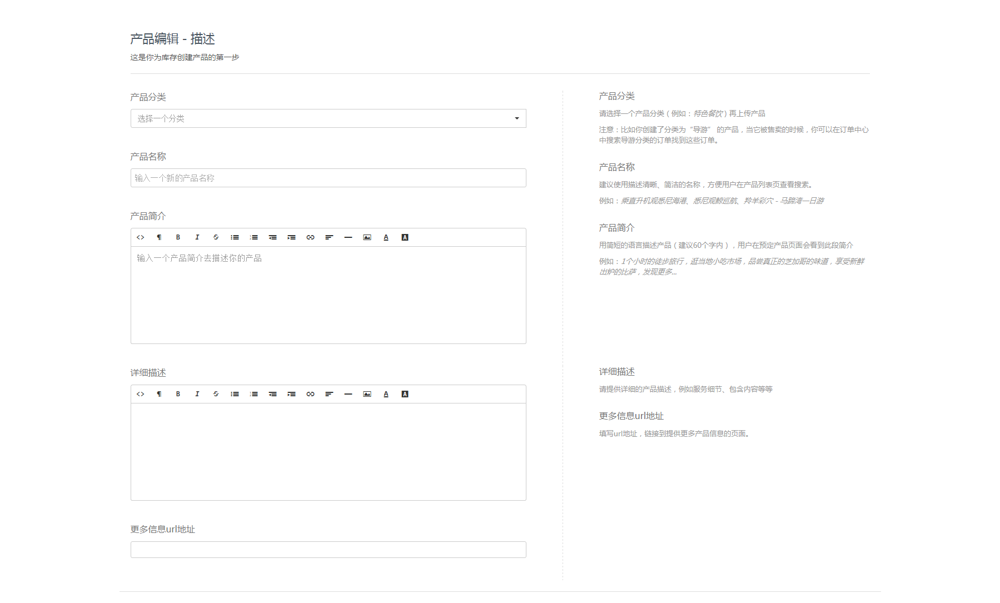 产品编辑 - 描述
这是你为库存创建产品的第一步
产品分类
选择一个分类
产品名称
输入一个新的产品名称
产品简介
输入一个产品简介去描述你的产品
详细描述
更多信息url地址
产品分类
请选择一个产品分类（例如：特色餐饮）再上传产品
注意：比如你创建了分类为“导游” 的产品，当它被售卖的时候，你可以在订单中心
中搜索导游分类的订单找到这些订单。
产品名称
建议使用描述清晰、简洁的名称，方便用户在产品列表页查看搜索。
例如：乘直升机观悉尼海港、悉尼观鲸巡航、羚羊彩穴 - 马蹄湾一日游
产品简介
用简短的语言描述产品（建议60个字内），用户在预定产品页面会看到此段简介
例如：1个小时的徒步旅行，逛当地小吃市场，品尝真正的芝加哥的味道，享受新鲜
出炉的比萨，发现更多...
详细描述
请提供详细的产品描述，例如服务细节、包含内容等等
更多信息url地址
填写url地址，链接到提供更多产品信息的页面。